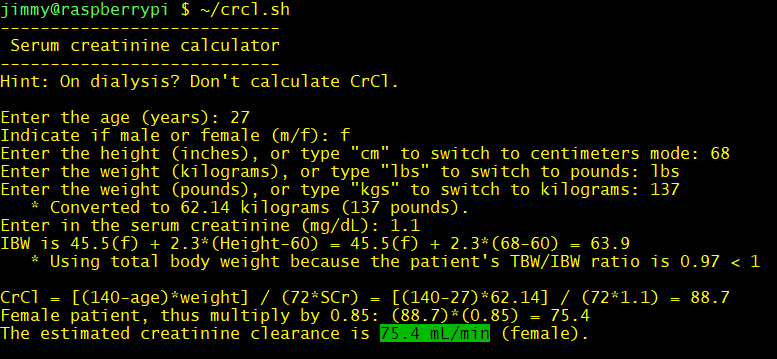 jimmy@raspberrypi $ ~/crcl.sh
----------------------------
Serum creatinine calculator
----------------------------
Hint: On dialysis? Don't calculate CrCl.
Enter the age (years): 27
Indicate if male or female (m/f): f
Enter the height (inches), or type "cm" to switch to centimeters mode: 68
Enter the weight (kilograms), or type "lbs" to switch to pounds: lbs
Enter the weight (pounds), or type "kgs" to switch to kilograms: 137
* Converted to 62.14 kilograms (137 pounds).
Enter in the serum creatinine (mg/dL): 1.1
IBW is 45.5(f) + 2.3*(Height-60) = 45.5(f) + 2.3*(68-60) = 63.9
* Using total body weight because the patient's TBW/IBW ratio is 0.97 < 1
CrCl = [(140-age)*weight] / (72*SCr) = [(140-27)*62.14] / (72*1.1) = 88.7
Female patient, thus multiply by 0.85: (88.7)*(0.85) = 75.4
The estimated creatinine clearance is 75.4 mL/min (female).